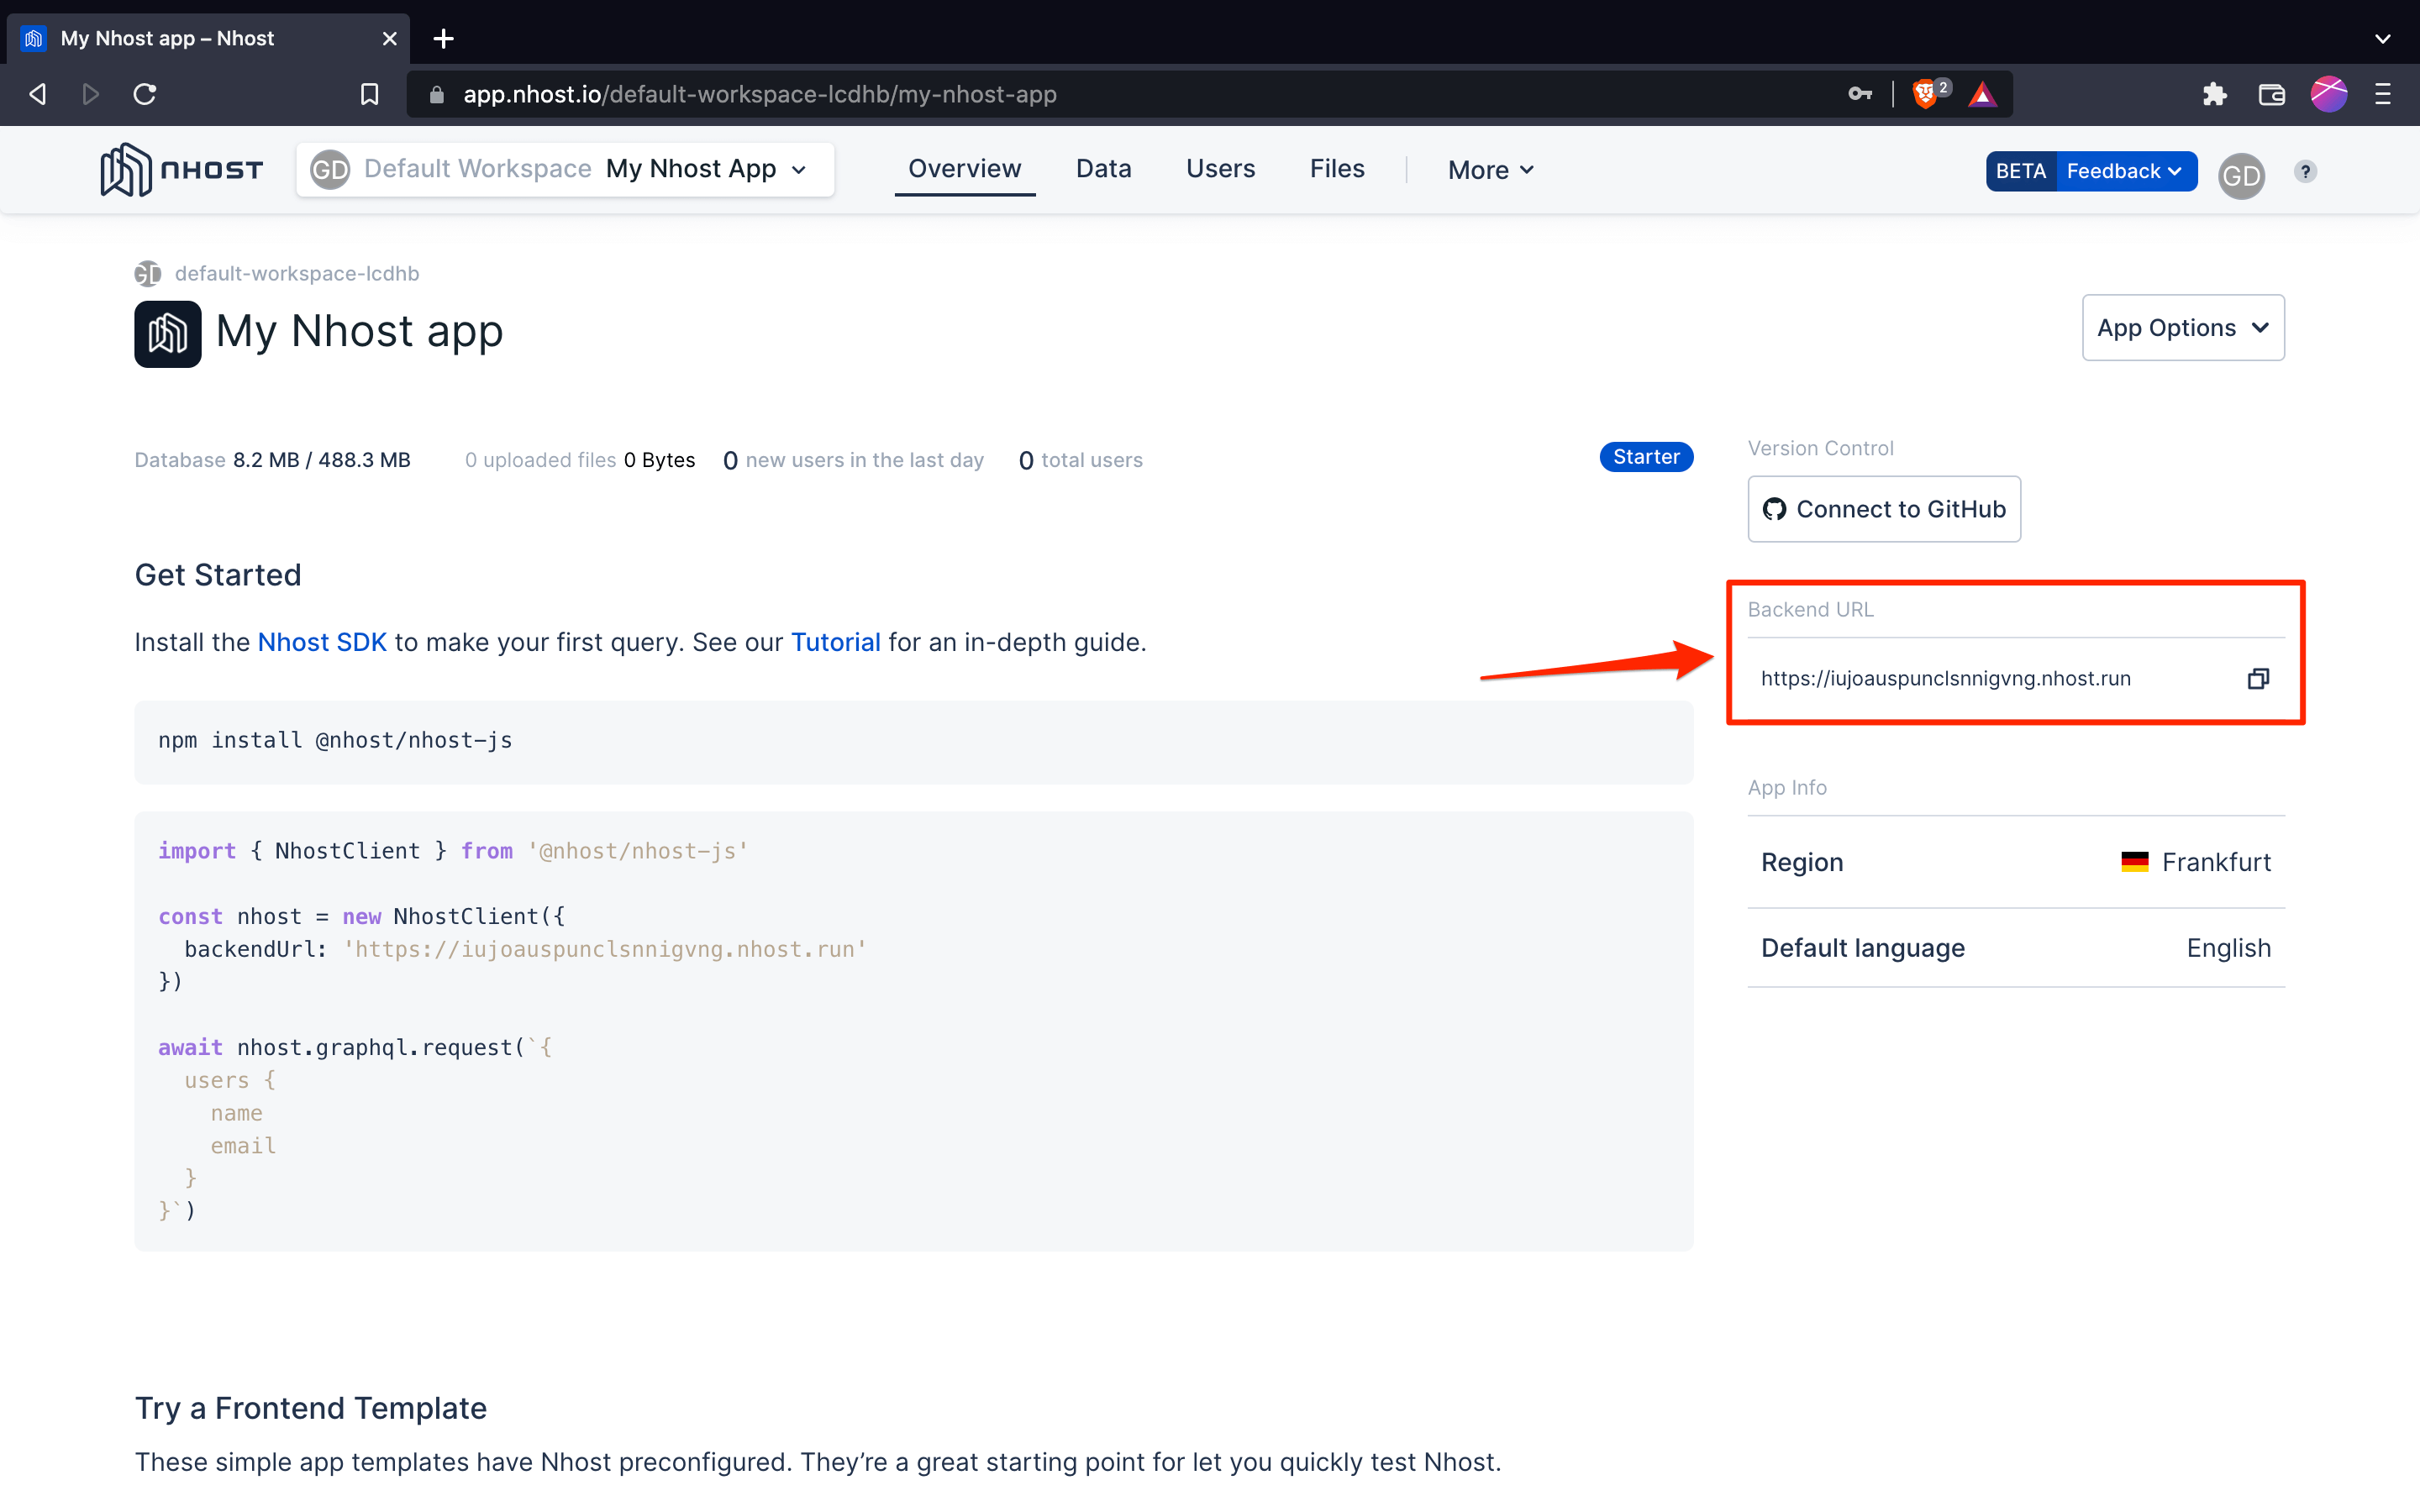 My Nhost app – Nhost
app.nhost.io/default-workspace-lcdhb/my-nhost-app
2
NHOST
GD Default Workspace My Nhost App
Overview Data Users Files More
BETA Feedback GD ?
GD default-workspace-lcdhb
My Nhost app
App Options
Database 8.2 MB / 488.3 MB 0 uploaded files 0 Bytes 0 new users in the last day 0 total users
Starter
Version Control
Connect to GitHub
Get Started
Install the Nhost SDK to make your first query. See our Tutorial for an in-depth guide.
npm install @nhost/nhost-js
import { NhostClient } from '@nhost/nhost-js'
const nhost = new NhostClient({
  backendUrl: 'https://iujoauspunclsnnigvng.nhost.run'
})
await nhost.graphql.request(`{
  users {
    name
    email
  }
}`)
Backend URL
https://iujoauspunclsnnigvng.nhost.run
App Info
Region Frankfurt
Default language English
Try a Frontend Template
These simple app templates have Nhost preconfigured. They’re a great starting point for let you quickly test Nhost.